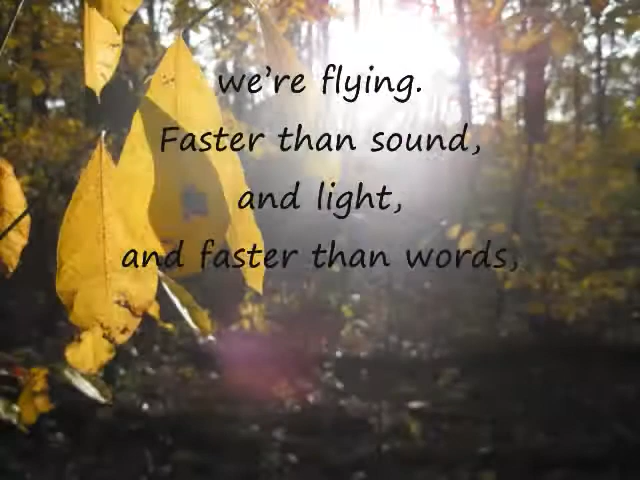 we're flying.
Faster than sound,
and light,
and faster than words,